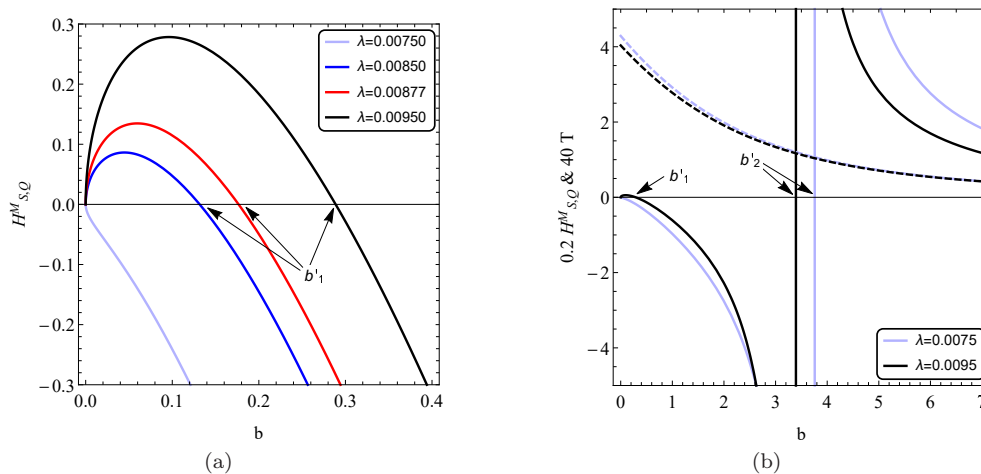 0.3
0.2
0.1
0.0
−0.1
−0.2
−0.3
H^M_{S,Q}
λ=0.00750
λ=0.00850
λ=0.00877
λ=0.00950
b'_1
0.0 0.1 0.2 0.3 0.4
b
(a)
4
2
0
−2
−4
0.2 H^M_{S,Q} & 40 T
b'_2
b'_1
λ=0.0075
λ=0.0095
0 1 2 3 4 5 6 7
b
(b)